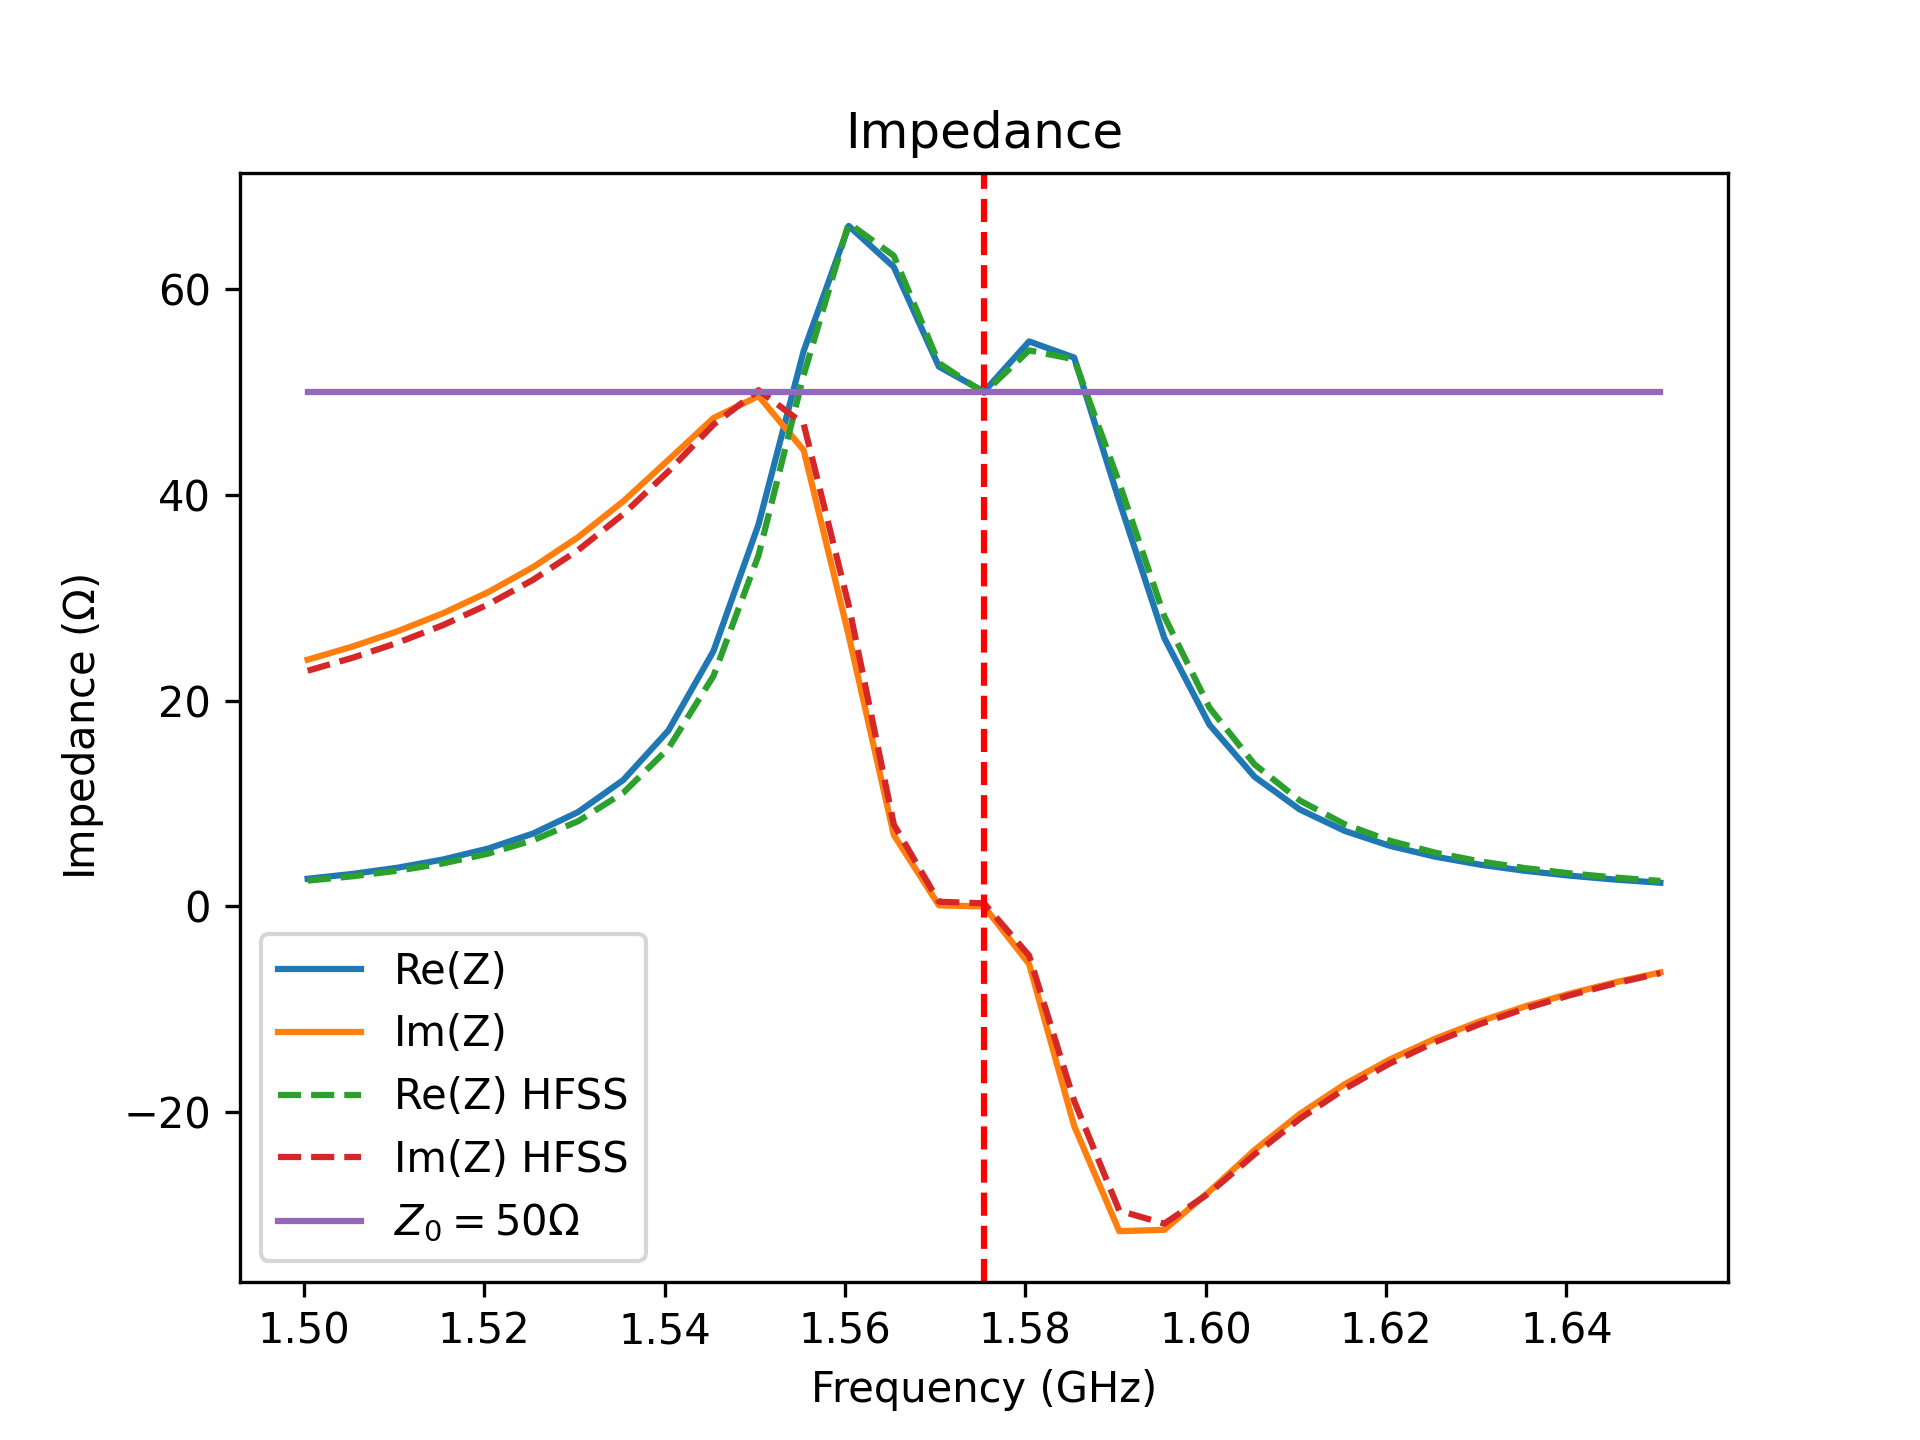 Impedance
60
40
20
0
−20
Impedance (Ω)
Re(Z)
Im(Z)
Re(Z) HFSS
Im(Z) HFSS
Z₀ = 50Ω
1.50 1.52 1.54 1.56 1.58 1.60 1.62 1.64
Frequency (GHz)